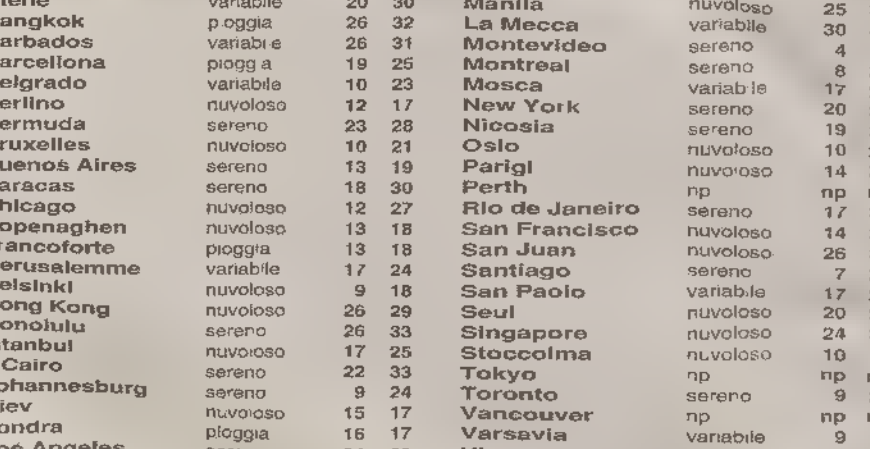 variabile 20 30
angkok pioggia 26 32
arbados variabile 26 31
arcellona pioggia 19 25
elgrado variabile 10 23
erlino nuvoloso 12 17
ermuda sereno 23 28
ruxelles nuvoloso 10 21
uenos Aires sereno 13 19
aracas sereno 18 30
hicago nuvoloso 12 27
openaghen nuvoloso 13 18
rancoforte pioggia 13 18
erusalemme variabile 17 24
elsinki nuvoloso 9 18
ong Kong nuvoloso 26 29
onolulu sereno 26 33
tanbul nuvoloso 17 25
Cairo sereno 22 33
ohannesburg sereno 9 24
iev nuvoloso 15 17
ondra pioggia 16 17
os Angeles
Manila nuvoloso 25
La Mecca variabile 30
Montevideo sereno 4
Montreal sereno 8
Mosca variabile 17
New York sereno 20
Nicosia sereno 19
Oslo nuvoloso 10
Parigi nuvoloso 14
Perth np np
Rio de Janeiro sereno 17
San Francisco nuvoloso 14
San Juan nuvoloso 26
Santiago sereno 7
San Paolo variabile 17
Seul nuvoloso 20
Singapore nuvoloso 24
Stoccolma nuvoloso 10
Tokyo np np
Toronto sereno 9
Vancouver np np
Varsavia variabile 9